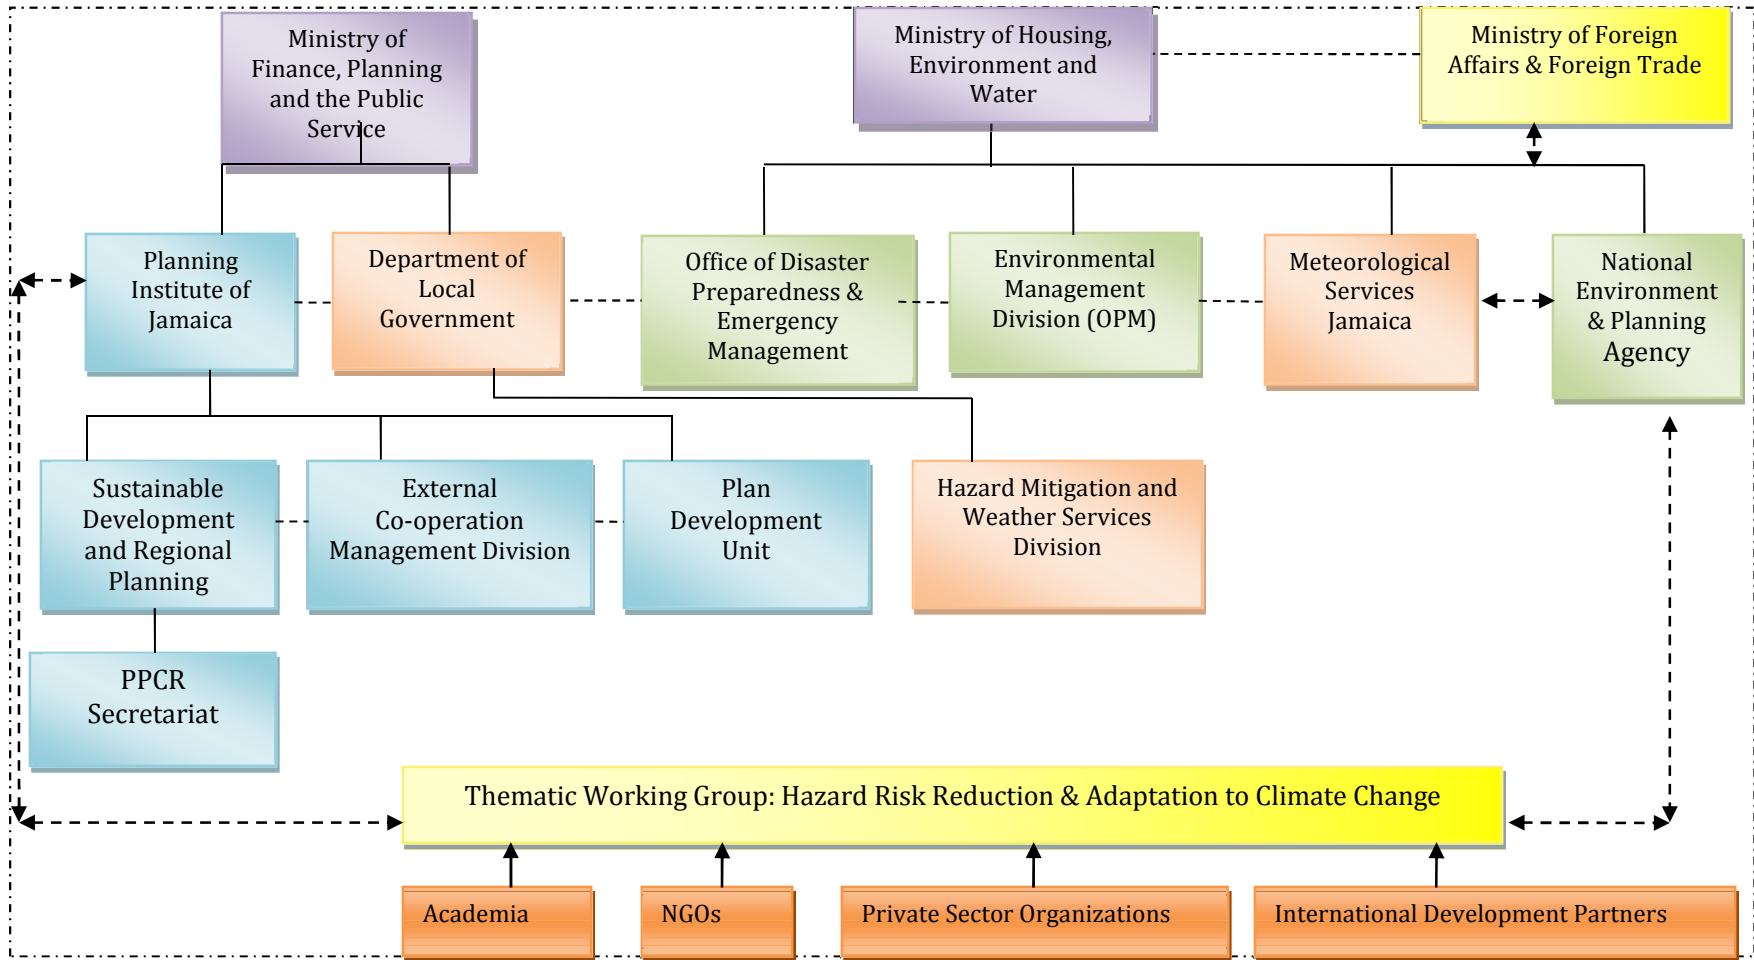 Ministry of
Finance, Planning
and the Public
Service
Ministry of Housing,
Environment and
Water
Ministry of Foreign
Affairs & Foreign Trade
Planning
Institute of
Jamaica
Department of
Local
Government
Office of Disaster
Preparedness &
Emergency
Management
Environmental
Management
Division (OPM)
Meteorological
Services
Jamaica
National
Environment
& Planning
Agency
Sustainable
Development
and Regional
Planning
External
Co-operation
Management Division
Plan
Development
Unit
Hazard Mitigation and
Weather Services
Division
PPCR
Secretariat
Thematic Working Group: Hazard Risk Reduction & Adaptation to Climate Change
Academia
NGOs
Private Sector Organizations
International Development Partners